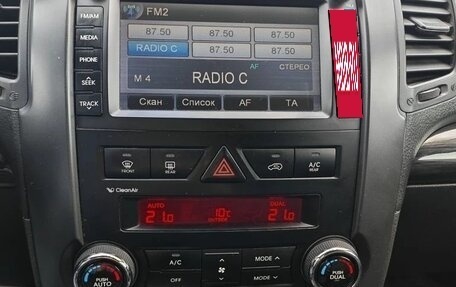 FM/AM
FM2
MEDIA
87.50 87.50 87.50
PHONE
RADIO C 87.50 87.50
AF СТЕРЕО
SEEK
M 4 RADIO C
TRACK
Скан Список AF TA
FRONT REAR A/C REAR
CleanAir
AUTO DUAL
21.0 10°C 21.0
OUTSIDE
A/C MODE
OFF MODE
PUSH AUTO
PUSH DUAL